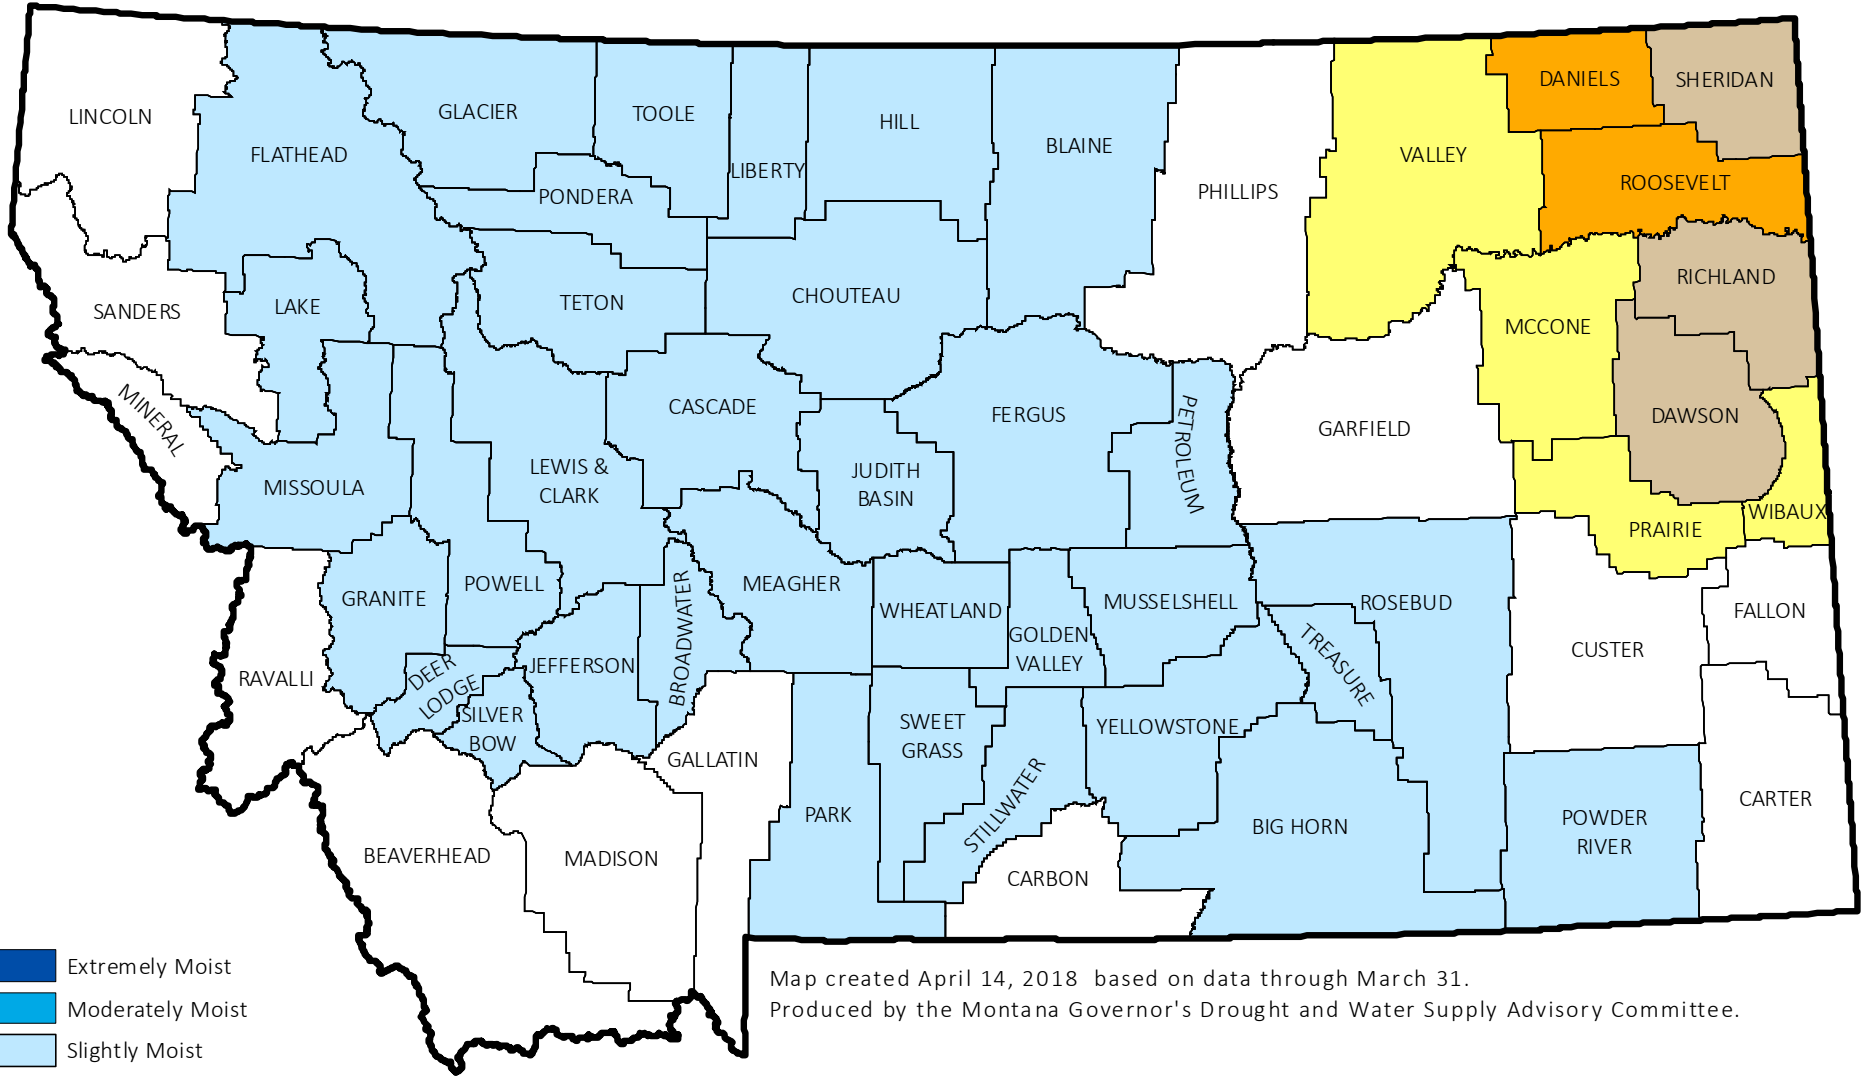 LINCOLN
FLATHEAD
GLACIER
TOOLE
LIBERTY
HILL
BLAINE
PHILLIPS
VALLEY
DANIELS
SHERIDAN
ROOSEVELT
PONDERA
SANDERS
LAKE
TETON
CHOUTEAU
RICHLAND
MCCONE
MINERAL
MISSOULA
LEWIS &
CLARK
CASCADE
JUDITH
BASIN
FERGUS
PETROLEUM
GARFIELD
DAWSON
PRAIRIE
WIBAUX
RAVALLI
GRANITE
POWELL
DEER
LODGE
SILVER
BOW
JEFFERSON
BROADWATER
MEAGHER
WHEATLAND
GOLDEN
VALLEY
MUSSELSHELL
TREASURE
ROSEBUD
CUSTER
FALLON
BEAVERHEAD
MADISON
GALLATIN
PARK
SWEET
GRASS
STILLWATER
YELLOWSTONE
CARBON
BIG HORN
POWDER
RIVER
CARTER
Extremely Moist
Moderately Moist
Slightly Moist
Map created April 14, 2018 based on data through March 31.
Produced by the Montana Governor's Drought and Water Supply Advisory Committee.